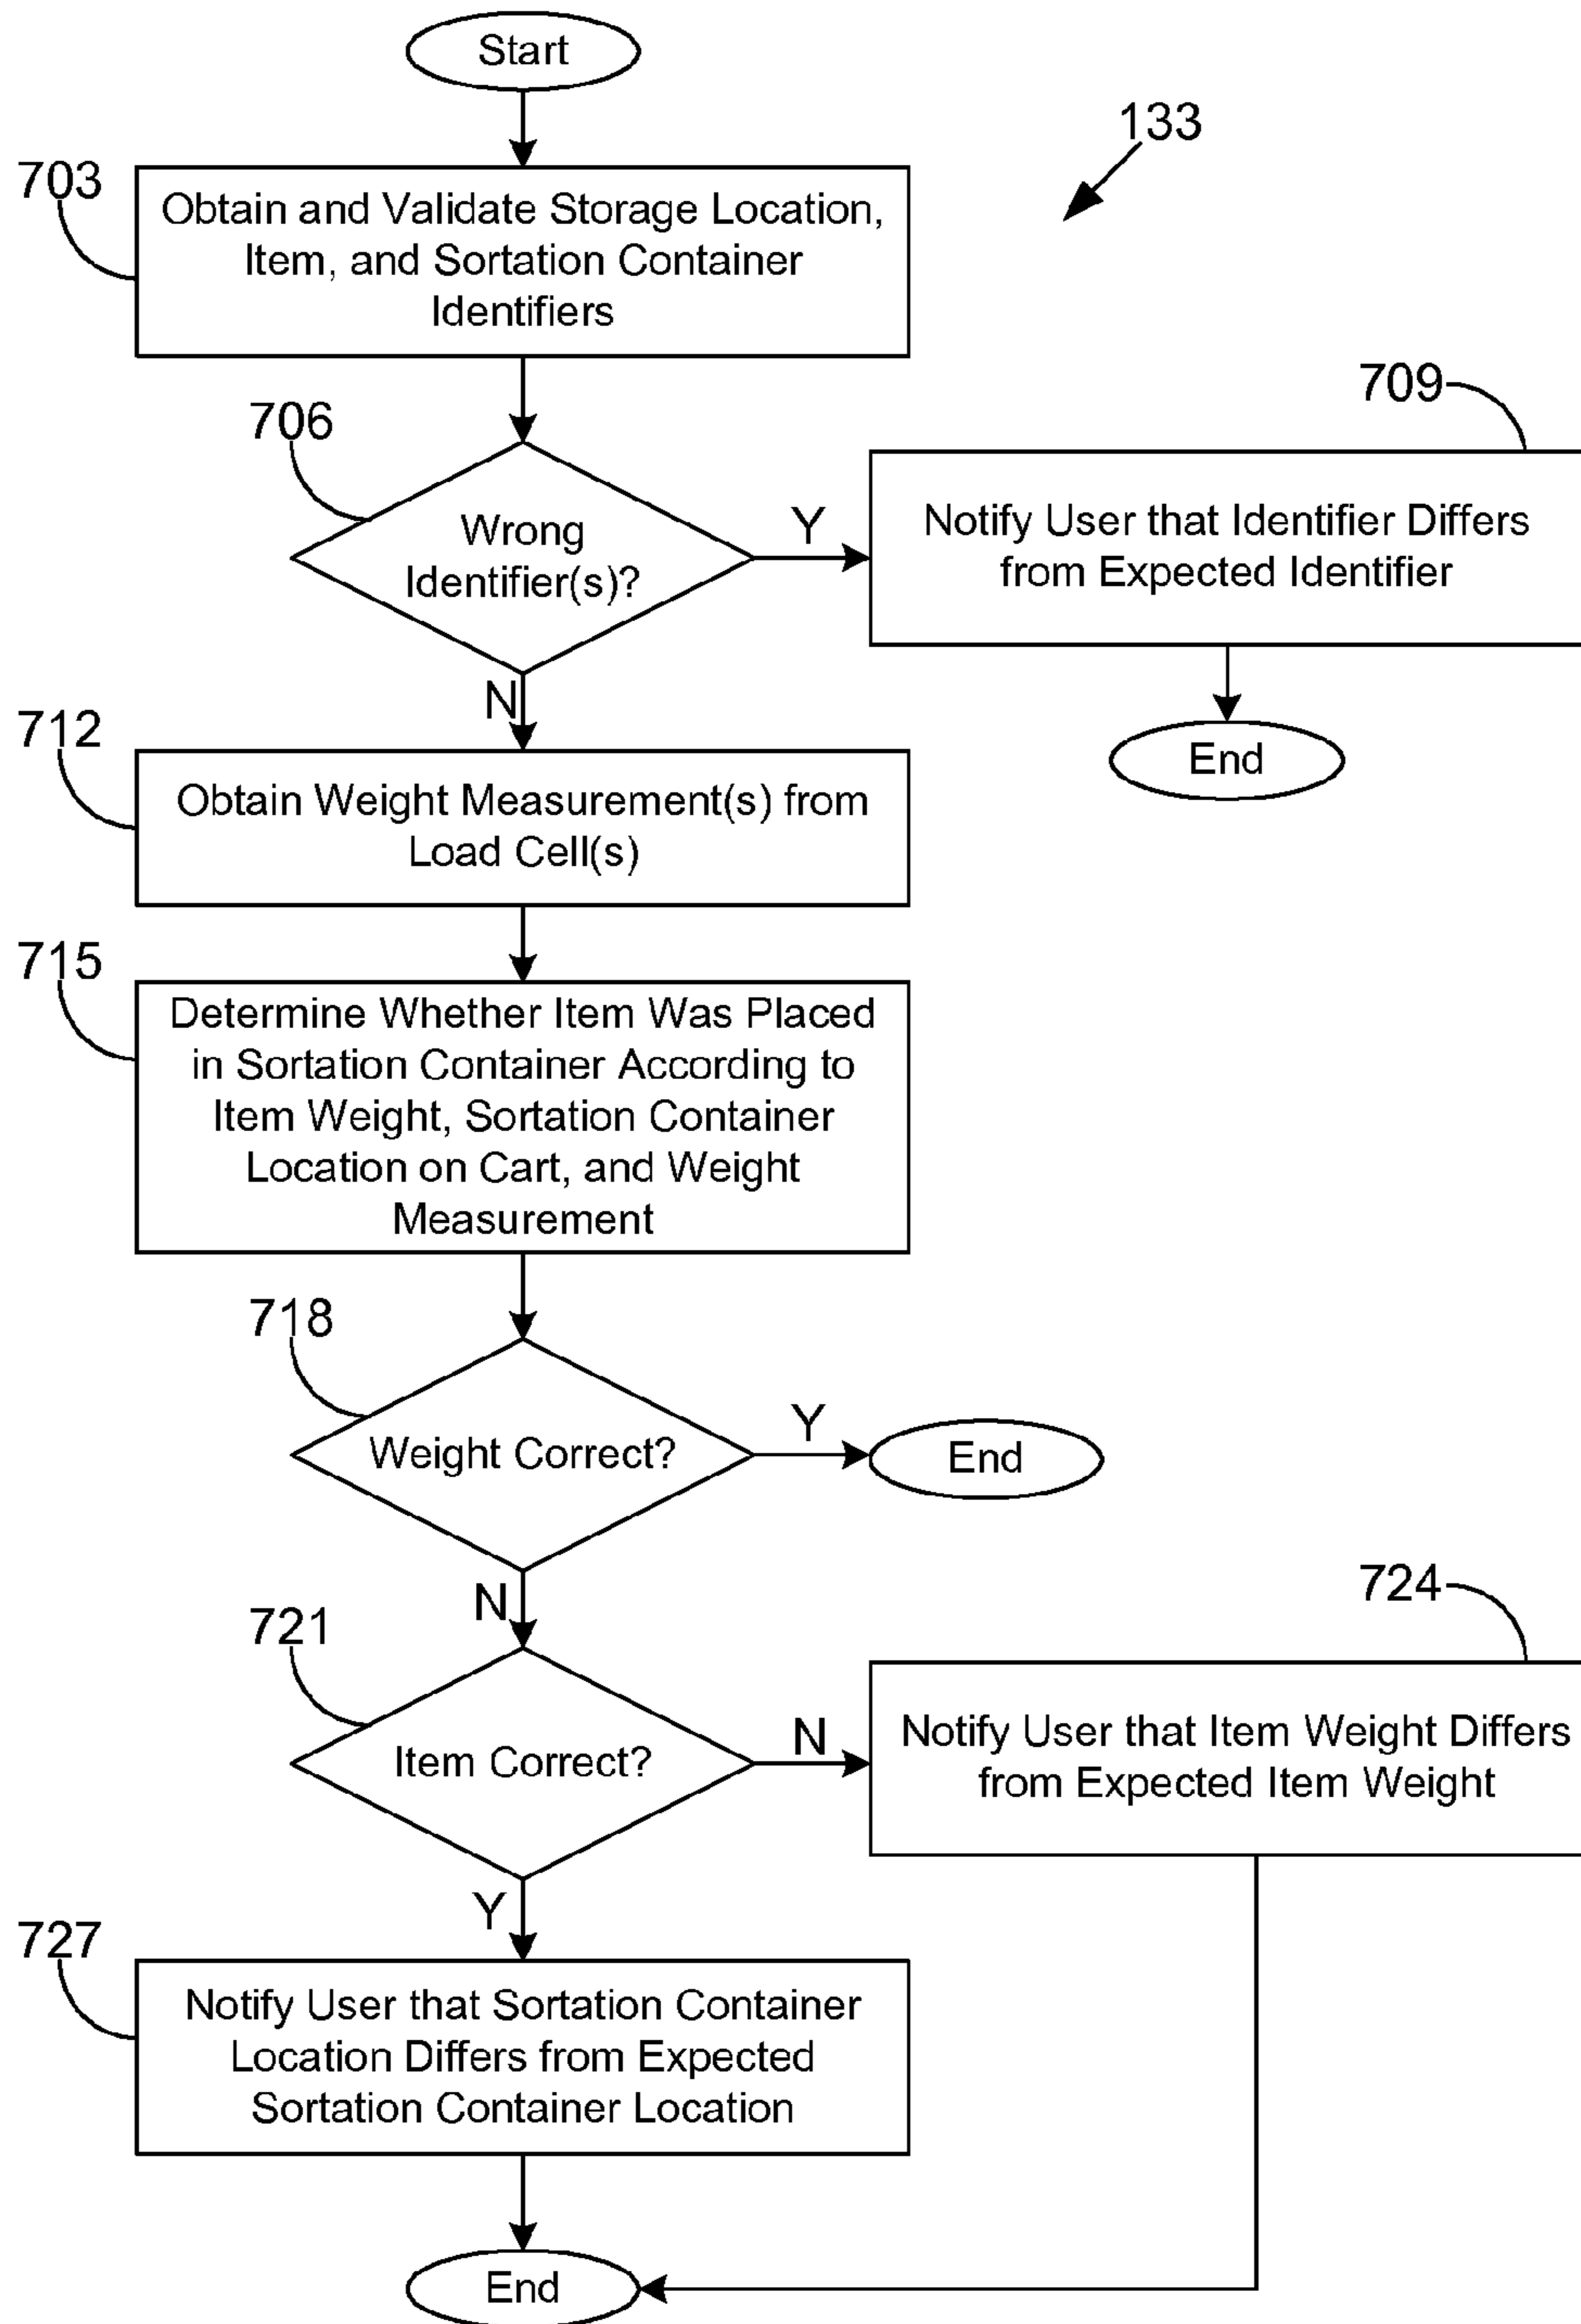 Start
133
703
Obtain and Validate Storage Location,
Item, and Sortation Container
Identifiers
706
Wrong
Identifier(s)?
Y
709
Notify User that Identifier Differs
from Expected Identifier
End
N
712
Obtain Weight Measurement(s) from
Load Cell(s)
715
Determine Whether Item Was Placed
in Sortation Container According to
Item Weight, Sortation Container
Location on Cart, and Weight
Measurement
718
Weight Correct?
Y
End
N
721
Item Correct?
N
724
Notify User that Item Weight Differs
from Expected Item Weight
Y
727
Notify User that Sortation Container
Location Differs from Expected
Sortation Container Location
End